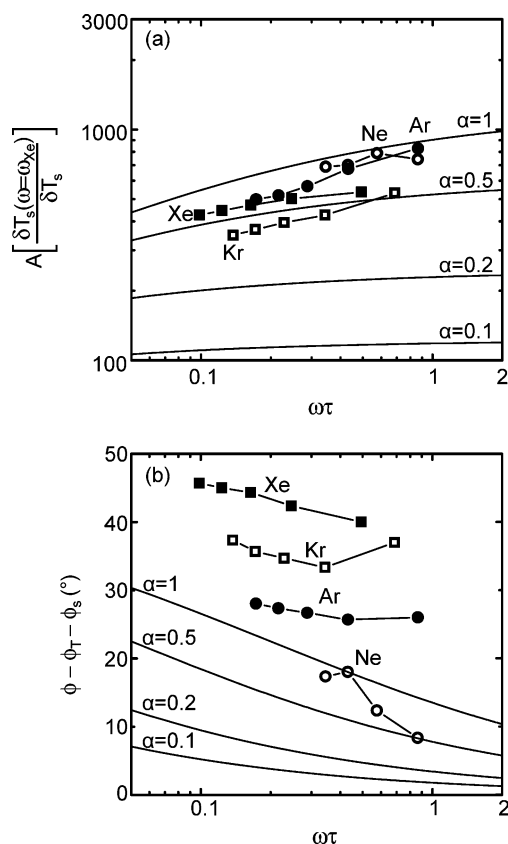 3000
(a)
α=1
Ne
Ar
1000
α=0.5
Xe
Kr
A[δTs(ω=ωXe)/δTs]
α=0.2
α=0.1
100
0.1
1
2
ωτ
50
(b)
Xe
40
Kr
30
α=1
Ar
α=0.5
20
Ne
α=0.2
10
α=0.1
0
ϕ − ϕT − ϕs (°)
0.1
1
2
ωτ